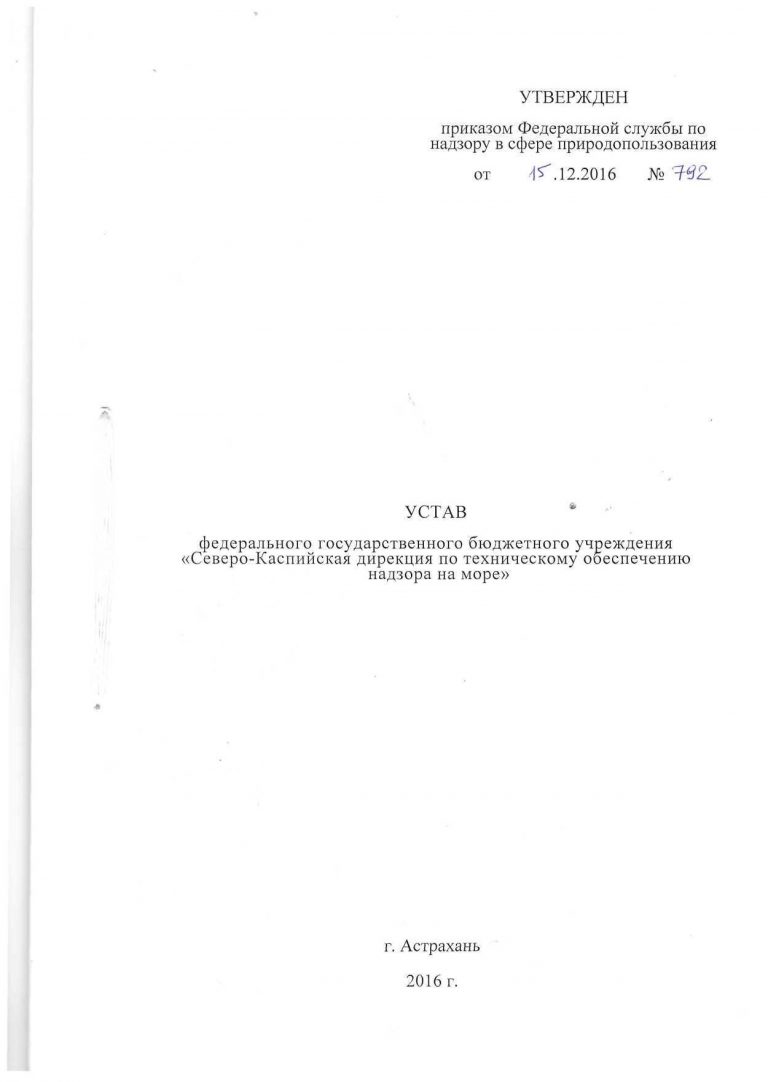 УТВЕРЖДЕН
приказом Федеральной службы по
надзору в сфере природопользования
от 15.12.2016 № 792
УСТАВ
федерального государственного бюджетного учреждения
«Северо-Каспийская дирекция по техническому обеспечению
надзора на море»
г. Астрахань
2016 г.